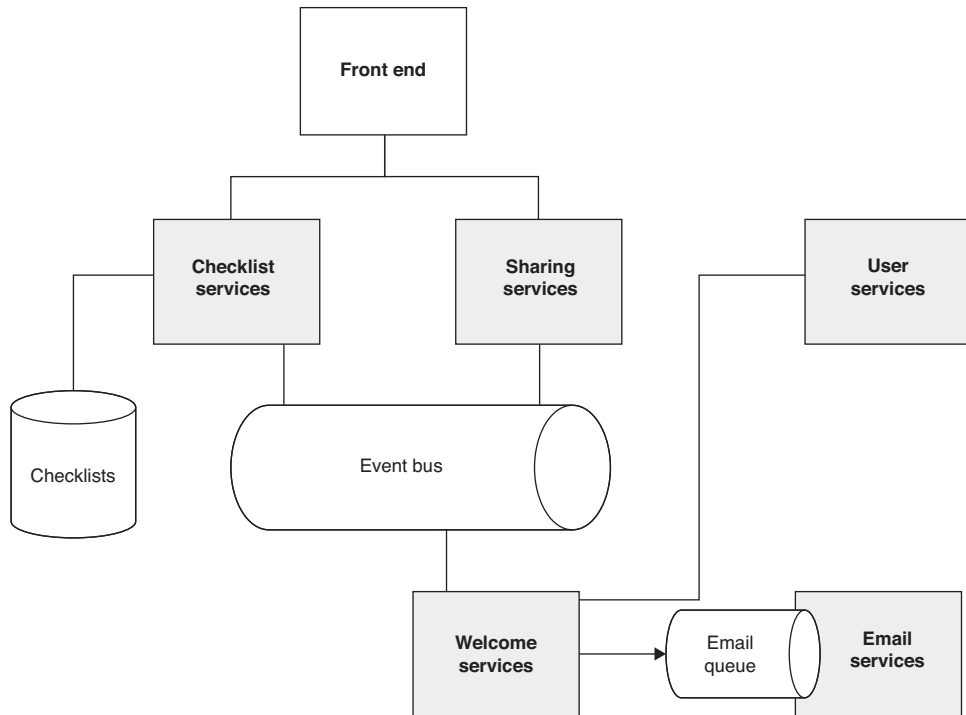 Front end
Checklist
services
Sharing
services
User
services
Checklists
Event bus
Welcome
services
Email
queue
Email
services